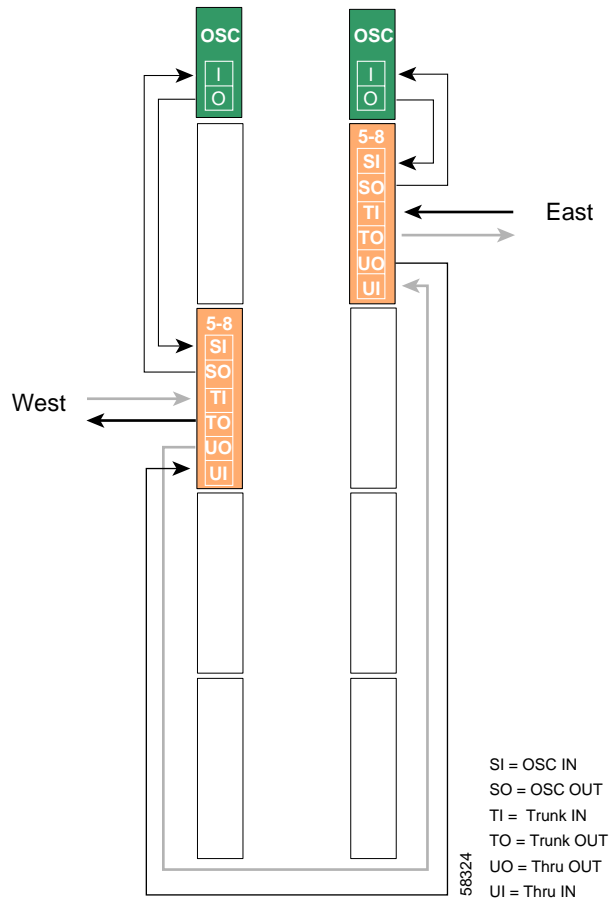 OSC
I
O
OSC
I
O
5-8
SI
SO
TI
TO
UO
UI
East
5-8
SI
SO
TI
TO
UO
UI
West
SI = OSC IN
SO = OSC OUT
TI = Trunk IN
TO = Trunk OUT
UO = Thru OUT
UI = Thru IN
58324